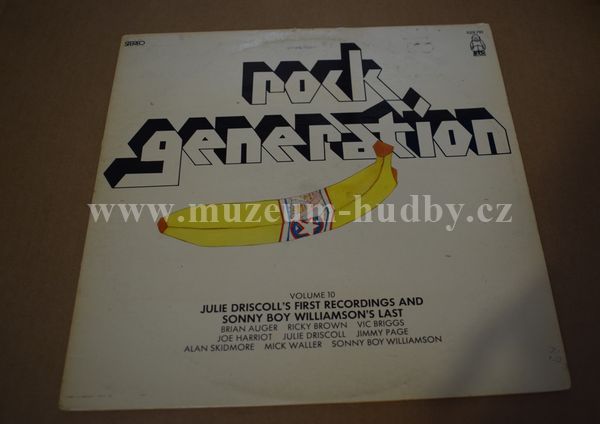 STEREO
rock
generation
www.muzeum-hudby.cz
VOLUME 10
JULIE DRISCOLL'S FIRST RECORDINGS AND
SONNY BOY WILLIAMSON'S LAST
BRIAN AUGER RICKY BROWN VIC BRIGGS
JOE HARRIOT JULIE DRISCOLL JIMMY PAGE
ALAN SKIDMORE MICK WALLER SONNY BOY WILLIAMSON